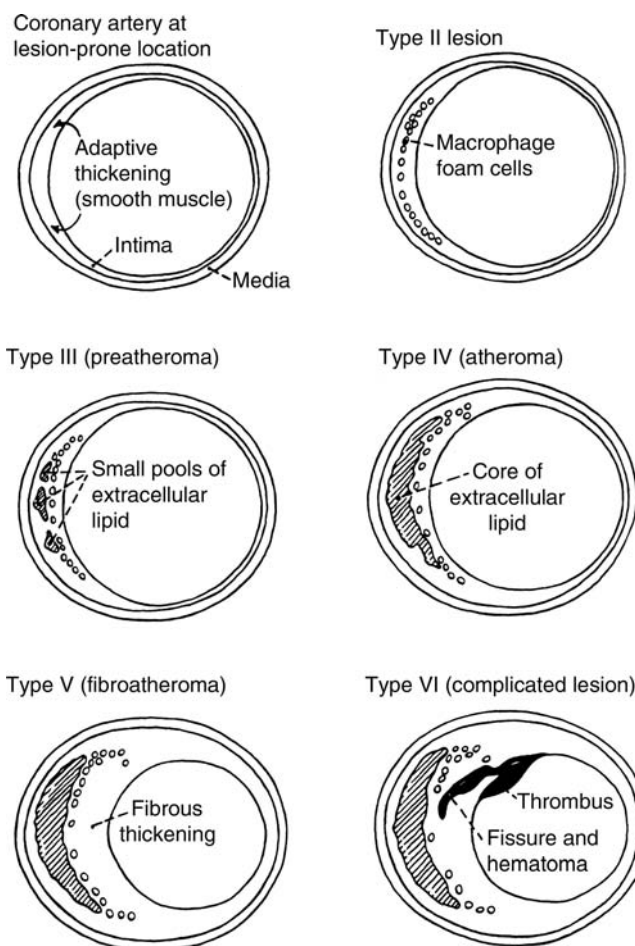 Coronary artery at
lesion-prone location
Adaptive
thickening
(smooth muscle)
Intima
Media
Type II lesion
Macrophage
foam cells
Type III (preatheroma)
Small pools of
extracellular
lipid
Type IV (atheroma)
Core of
extracellular
lipid
Type V (fibroatheroma)
Fibrous
thickening
Type VI (complicated lesion)
Thrombus
Fissure and
hematoma